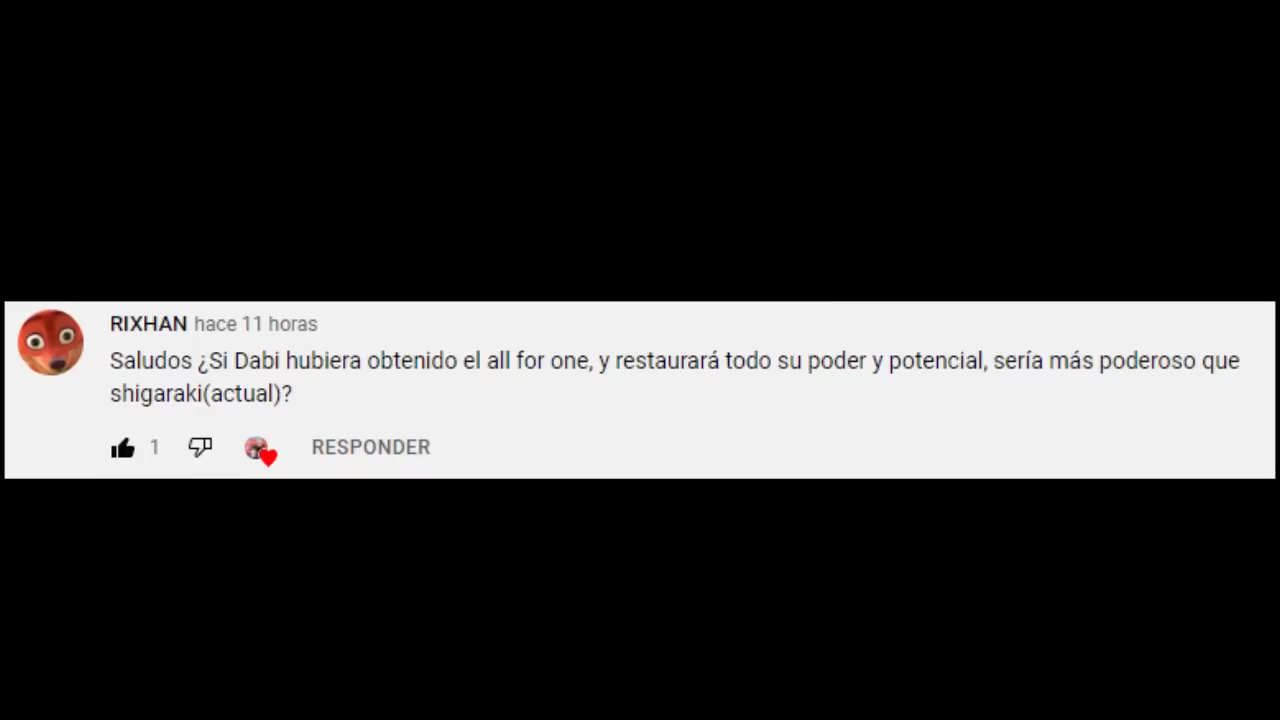 RIXHAN hace 11 horas
Saludos ¿Si Dabi hubiera obtenido el all for one, y restaurará todo su poder y potencial, sería más poderoso que
shigaraki(actual)?
1 RESPONDER